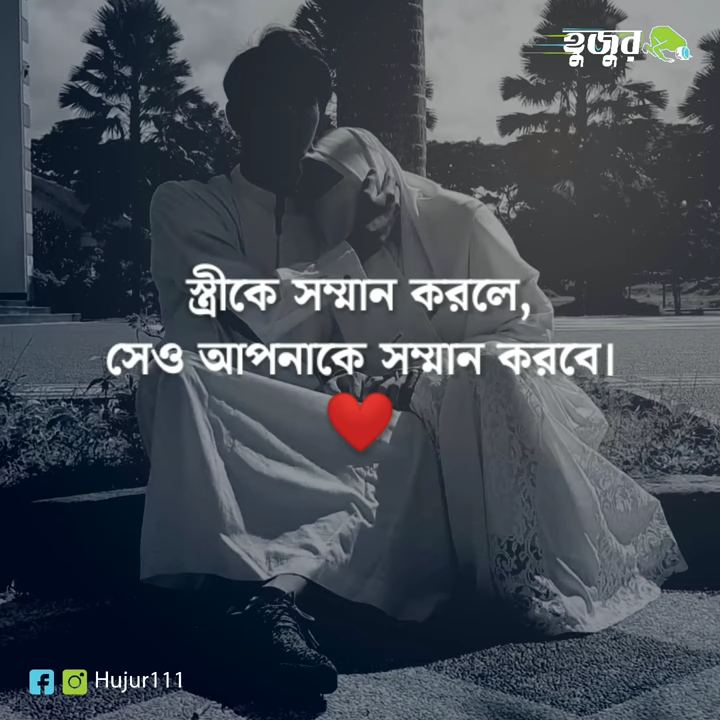 হুজুর
স্ত্রীকে সম্মান করলে,
সেও আপনাকে সম্মান করবে।
Hujur111